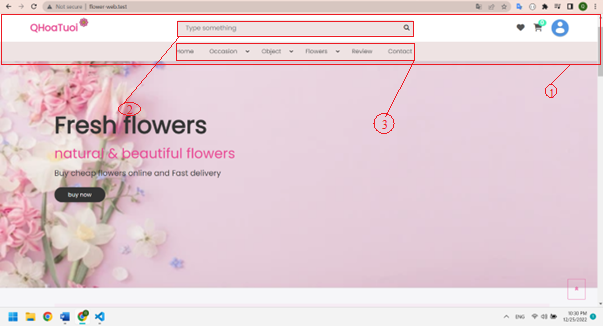 Not secure | flower-web.test
QHoaTuoi
Type something
Home Occasion Object Flowers Review Contact
1
2
3
Fresh flowers
natural & beautiful flowers
Buy cheap flowers online and Fast delivery
buy now
ENG
10:30 PM
12/25/2022